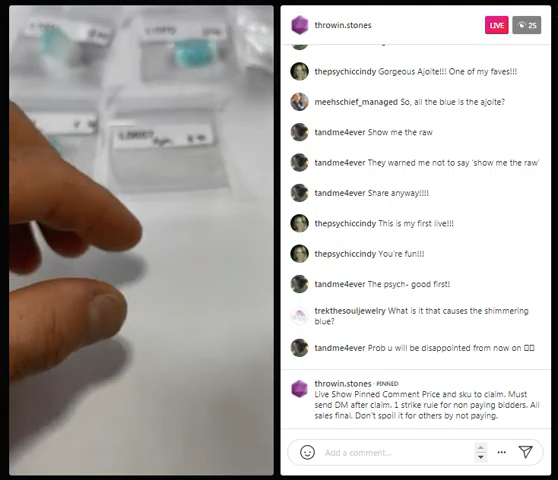 throwin.stones
LIVE
25
thepsychiccindy Gorgeous Ajoite!!! One of my faves!!!
meehschief_managed So, all the blue is the ajoite?
tandme4ever Show me the raw
tandme4ever They warned me not to say 'show me the raw'
tandme4ever Share anyway!!!!
thepsychiccindy This is my first live!!!
thepsychiccindy You're fun!!!
tandme4ever The psych- good first!
trekthesouljewelry What is it that causes the shimmering
blue?
tandme4ever Prob u will be disappointed from now on
throwin.stones · PINNED
Live Show Pinned Comment Price and sku to claim. Must
send DM after claim. 1 strike rule for non paying bidders. All
sales final. Don't spoil it for others by not paying.
Add a comment...